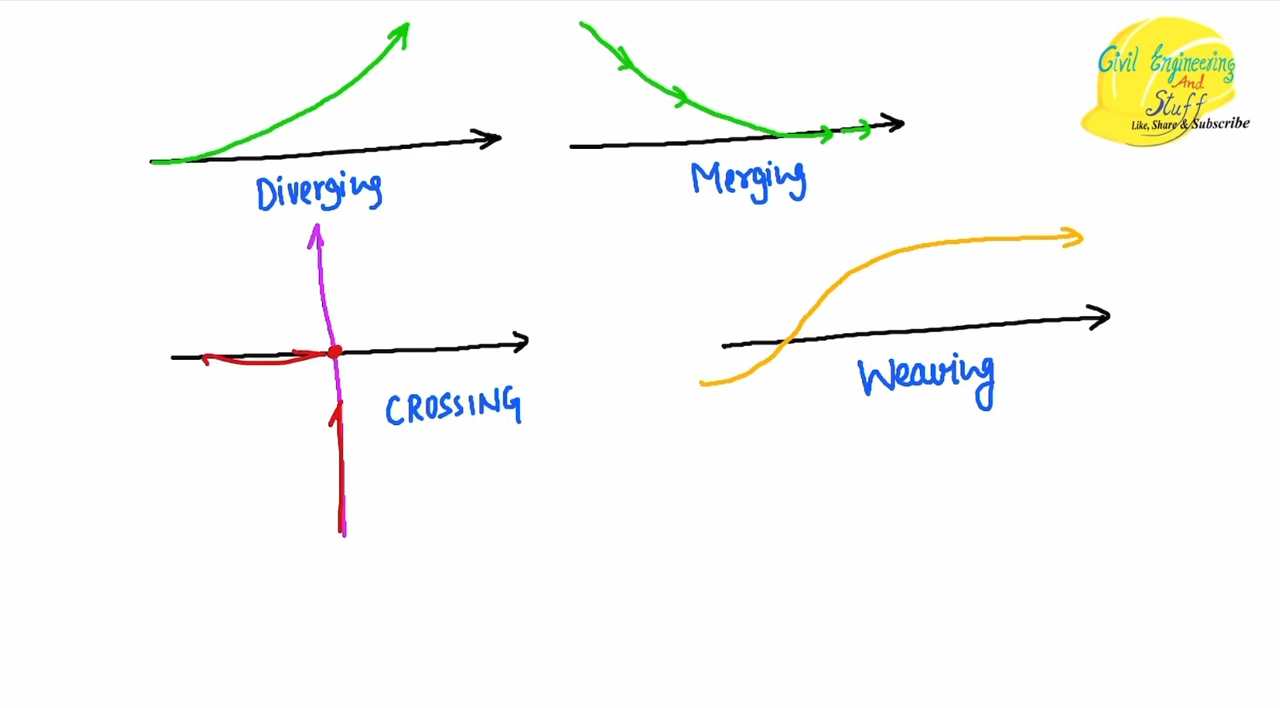 Civil Engineering
And
Stuff
Like, Share & Subscribe
Diverging
Merging
CROSSING
Weaving